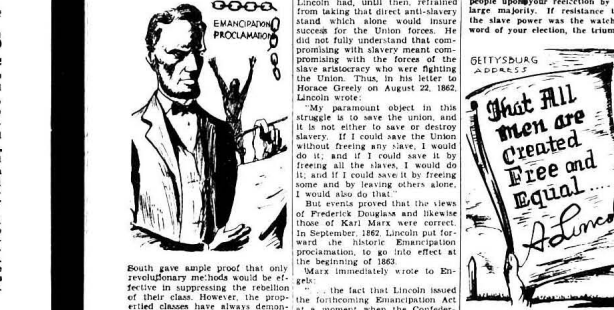 EMANCIPATION
PROCLAMATION
South gave ample proof that only
revolutionary methods would be ef-
fective in suppressing the rebellion
of their class. However, the prop-
ertied classes have always demon-
Lincoln had, until then, refrained
from taking that direct anti-slavery
stand which alone would insure
success for the Union forces. He
did not fully understand that com-
promising with slavery meant com-
promising with the forces of the
slave aristocracy who were fighting
the Union. Thus, in his letter to
Horace Greely on August 22, 1862,
Lincoln wrote:
"My paramount object in this
struggle is to save the union, and
it is not either to save or destroy
slavery. If I could save the Union
without freeing any slave, I would
do it; and if I could save it by
freeing all the slaves, I would do
it; and if I could save it by freeing
some and by leaving others alone,
I would also do that."
But events proved that the views
of Frederick Douglass and likewise
those of Karl Marx were correct.
In September, 1862, Lincoln put for-
ward the historic Emancipation
proclamation, to go into effect at
the beginning of 1863.
Marx immediately wrote to En-
gels:
". . . the fact that Lincoln issued
the forthcoming Emancipation Act
at a moment when the Confeder-
people upon your reelection by
large majority. If resistance t
the slave power was the watch
word of your election, the trium
GETTYSBURG
ADDRESS
That All
men are
Created
Free and
Equal ...
A. Linco